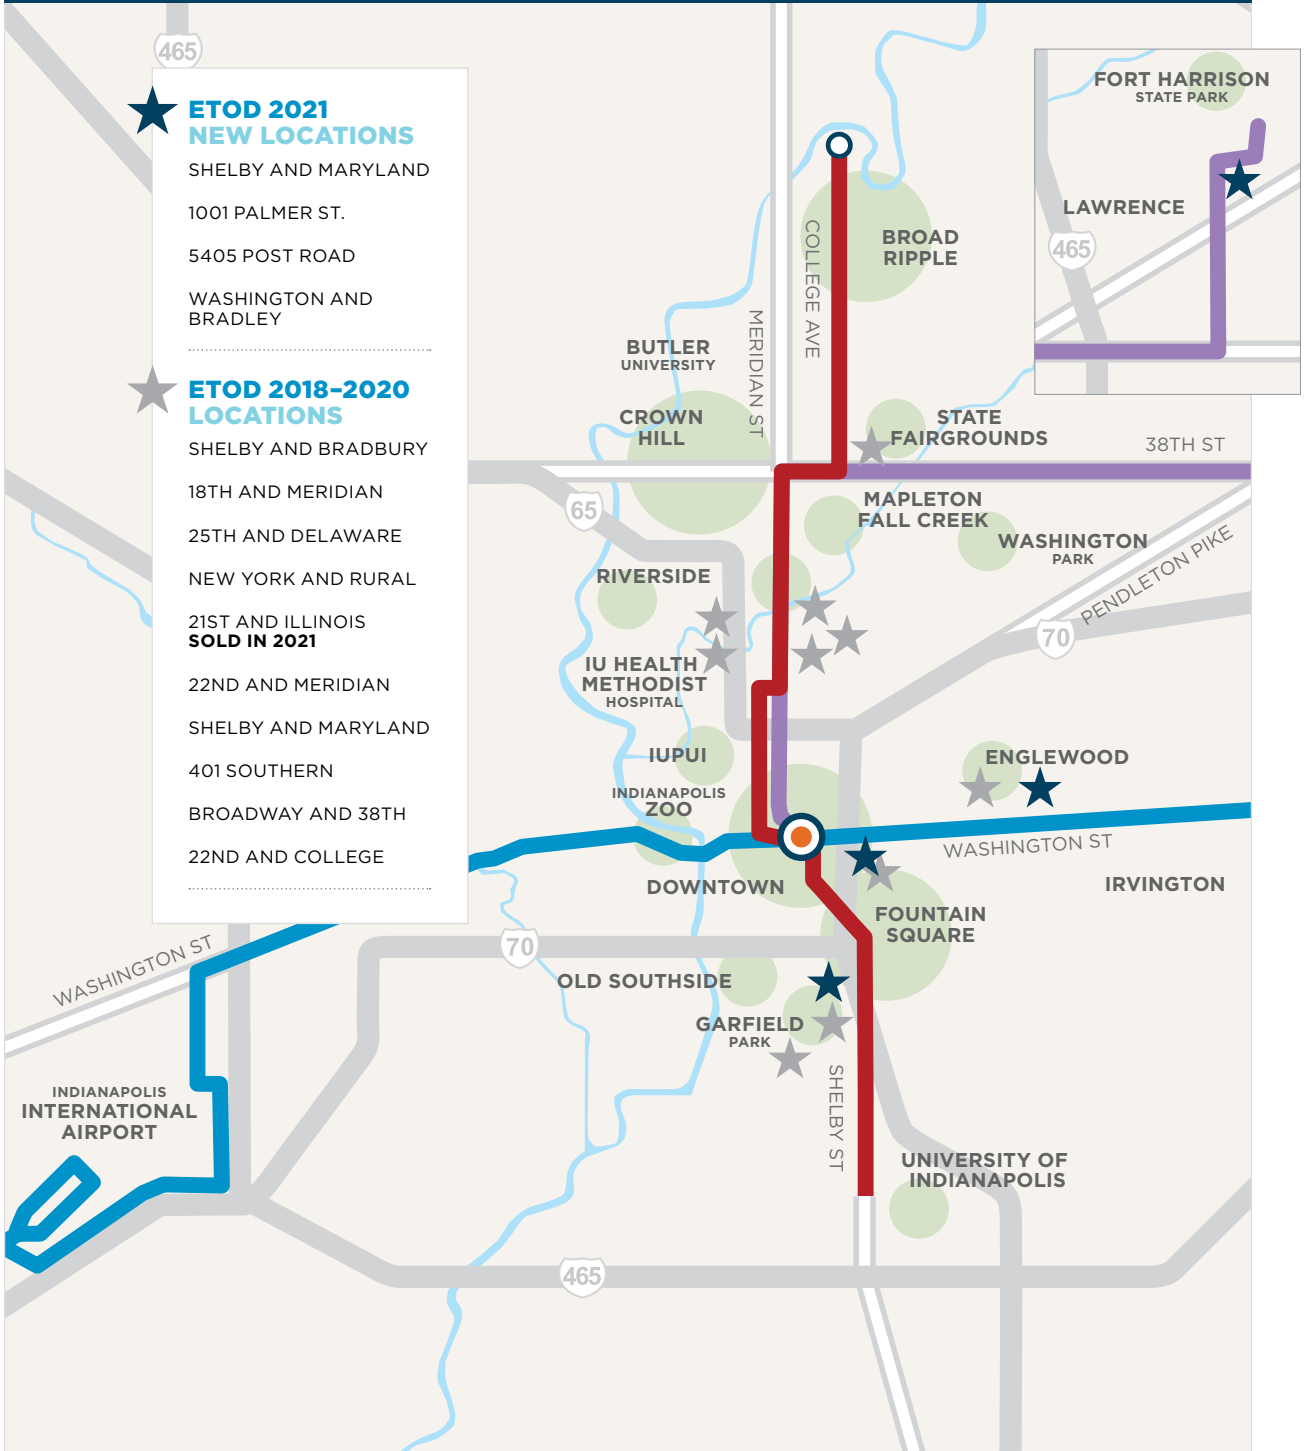 465
ETOD 2021
NEW LOCATIONS
SHELBY AND MARYLAND
1001 PALMER ST.
5405 POST ROAD
WASHINGTON AND
BRADLEY
ETOD 2018–2020
LOCATIONS
SHELBY AND BRADBURY
18TH AND MERIDIAN
25TH AND DELAWARE
NEW YORK AND RURAL
21ST AND ILLINOIS
SOLD IN 2021
22ND AND MERIDIAN
SHELBY AND MARYLAND
401 SOUTHERN
BROADWAY AND 38TH
22ND AND COLLEGE
FORT HARRISON
STATE PARK
LAWRENCE
465
COLLEGE AVE
BROAD
RIPPLE
MERIDIAN ST
BUTLER
UNIVERSITY
CROWN
HILL
STATE
FAIRGROUNDS
38TH ST
65
MAPLETON
FALL CREEK
WASHINGTON
PARK
PENDLETON PIKE
70
RIVERSIDE
IU HEALTH
METHODIST
HOSPITAL
IUPUI
INDIANAPOLIS
ZOO
ENGLEWOOD
WASHINGTON ST
DOWNTOWN
IRVINGTON
FOUNTAIN
SQUARE
WASHINGTON ST
70
OLD SOUTHSIDE
GARFIELD
PARK
SHELBY ST
INDIANAPOLIS
INTERNATIONAL
AIRPORT
UNIVERSITY OF
INDIANAPOLIS
465